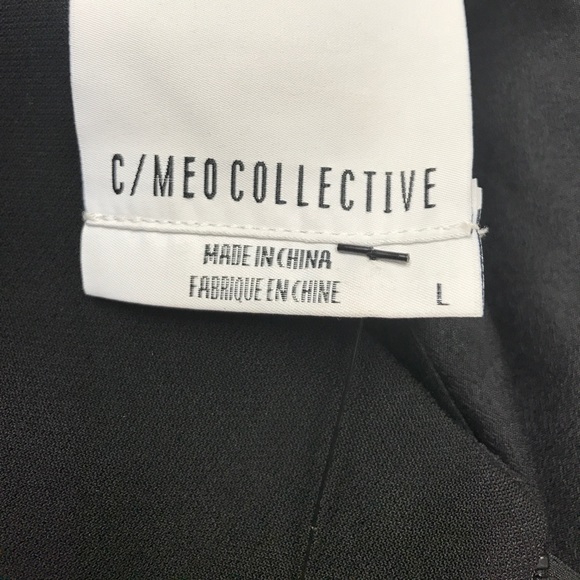 C/MEO COLLECTIVE
MADE IN CHINA
FABRIQUE EN CHINE
L